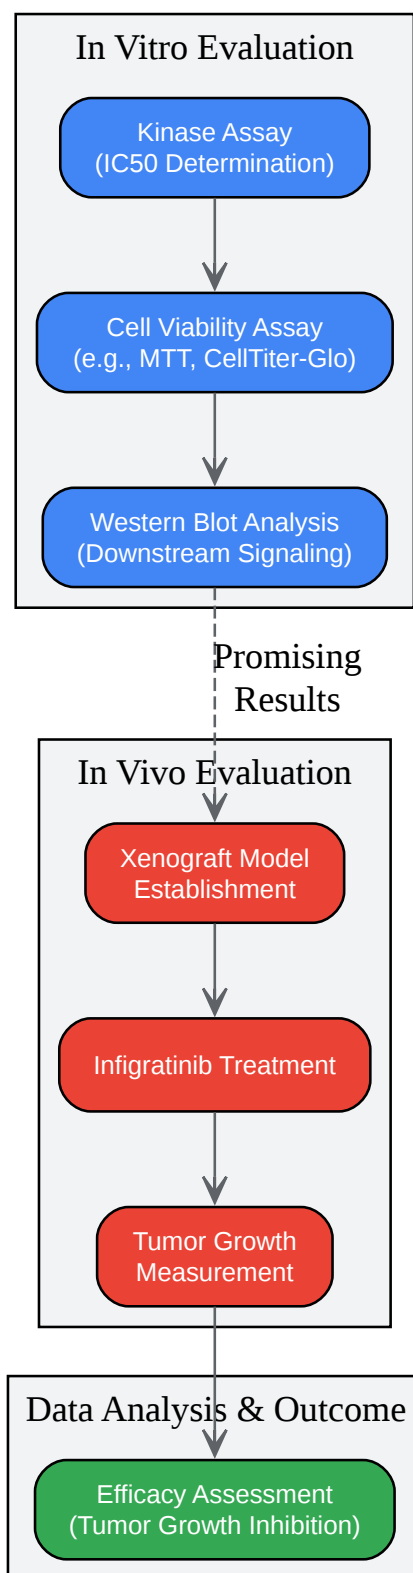 In Vitro Evaluation
Kinase Assay
(IC50 Determination)
Cell Viability Assay
(e.g., MTT, CellTiter-Glo)
Western Blot Analysis
(Downstream Signaling)
Promising
Results
In Vivo Evaluation
Xenograft Model
Establishment
Infigratinib Treatment
Tumor Growth
Measurement
Data Analysis & Outcome
Efficacy Assessment
(Tumor Growth Inhibition)